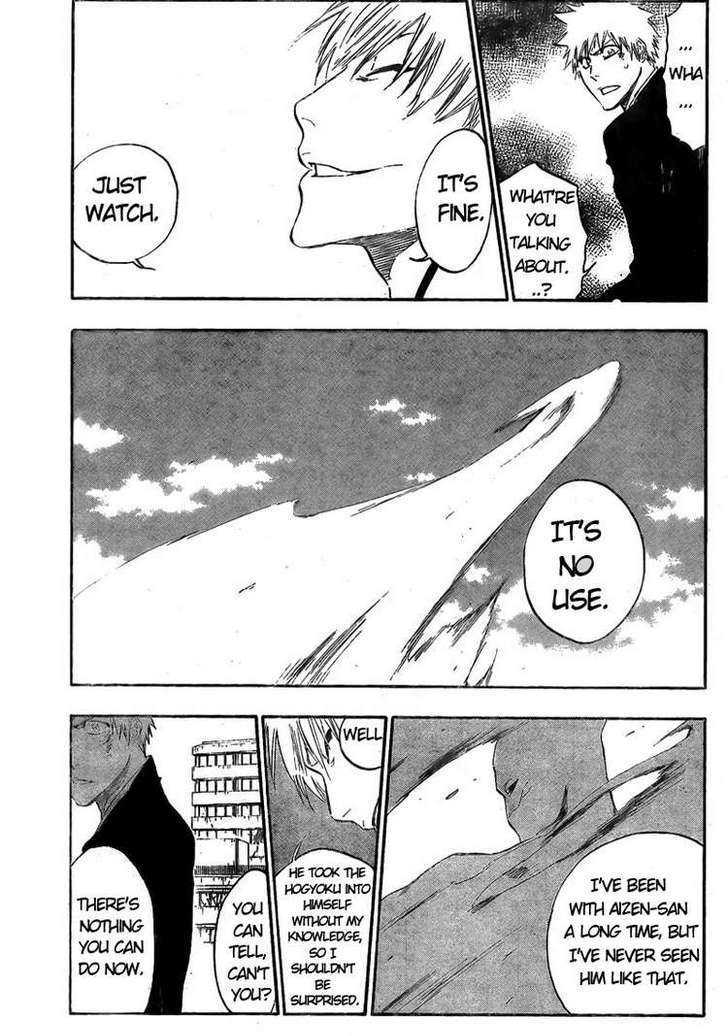 ...
WHA
...
WHAT'RE
YOU
TALKING
ABOUT.
..?
IT'S
FINE.
JUST
WATCH.
IT'S
NO
USE.
I'VE BEEN
WITH AIZEN-SAN
A LONG TIME, BUT
I'VE NEVER SEEN
HIM LIKE THAT.
WELL
HE TOOK THE
HOGYOKU INTO
HIMSELF
WITHOUT MY
KNOWLEDGE,
SO I
SHOULDN'T
BE
SURPRISED.
YOU
CAN
TELL,
CAN'T
YOU?
THERE'S
NOTHING
YOU CAN
DO NOW.